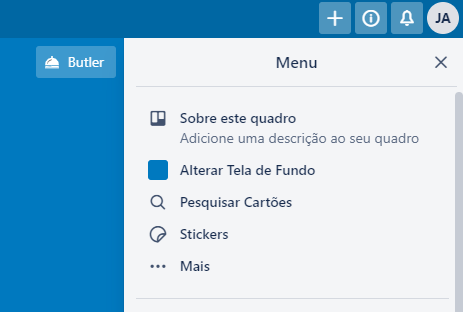 JA
Butler
Menu
Sobre este quadro
Adicione uma descrição ao seu quadro
Alterar Tela de Fundo
Pesquisar Cartões
Stickers
Mais